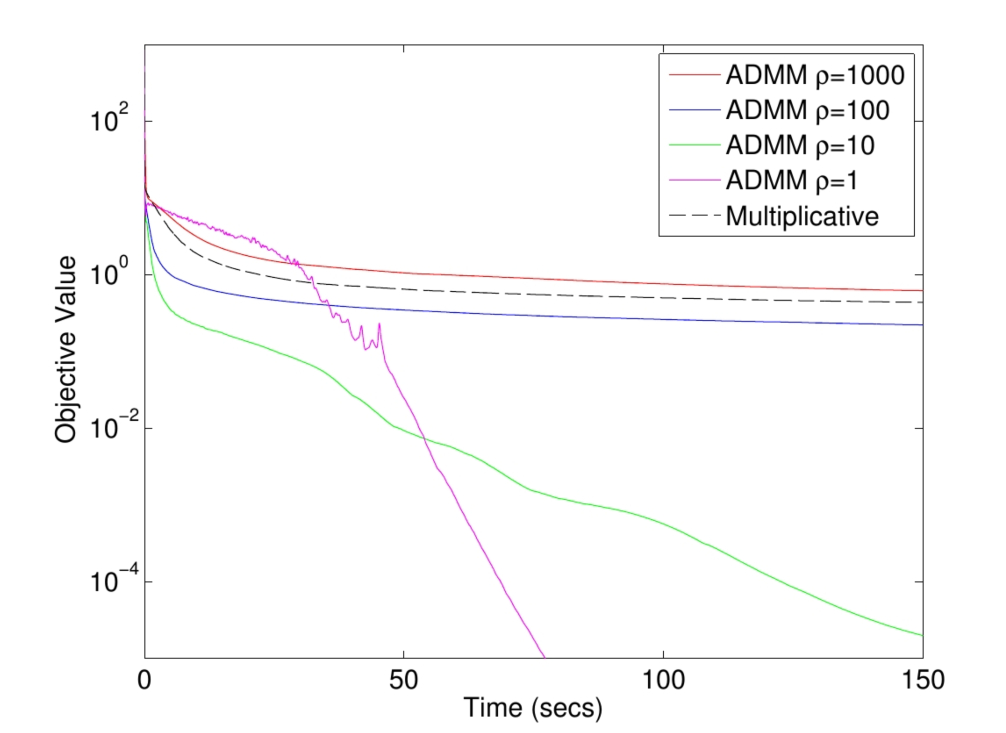 ADMM ρ=1000
ADMM ρ=100
ADMM ρ=10
ADMM ρ=1
Multiplicative
10^2
10^0
10^-2
10^-4
Objective Value
0 50 100 150
Time (secs)